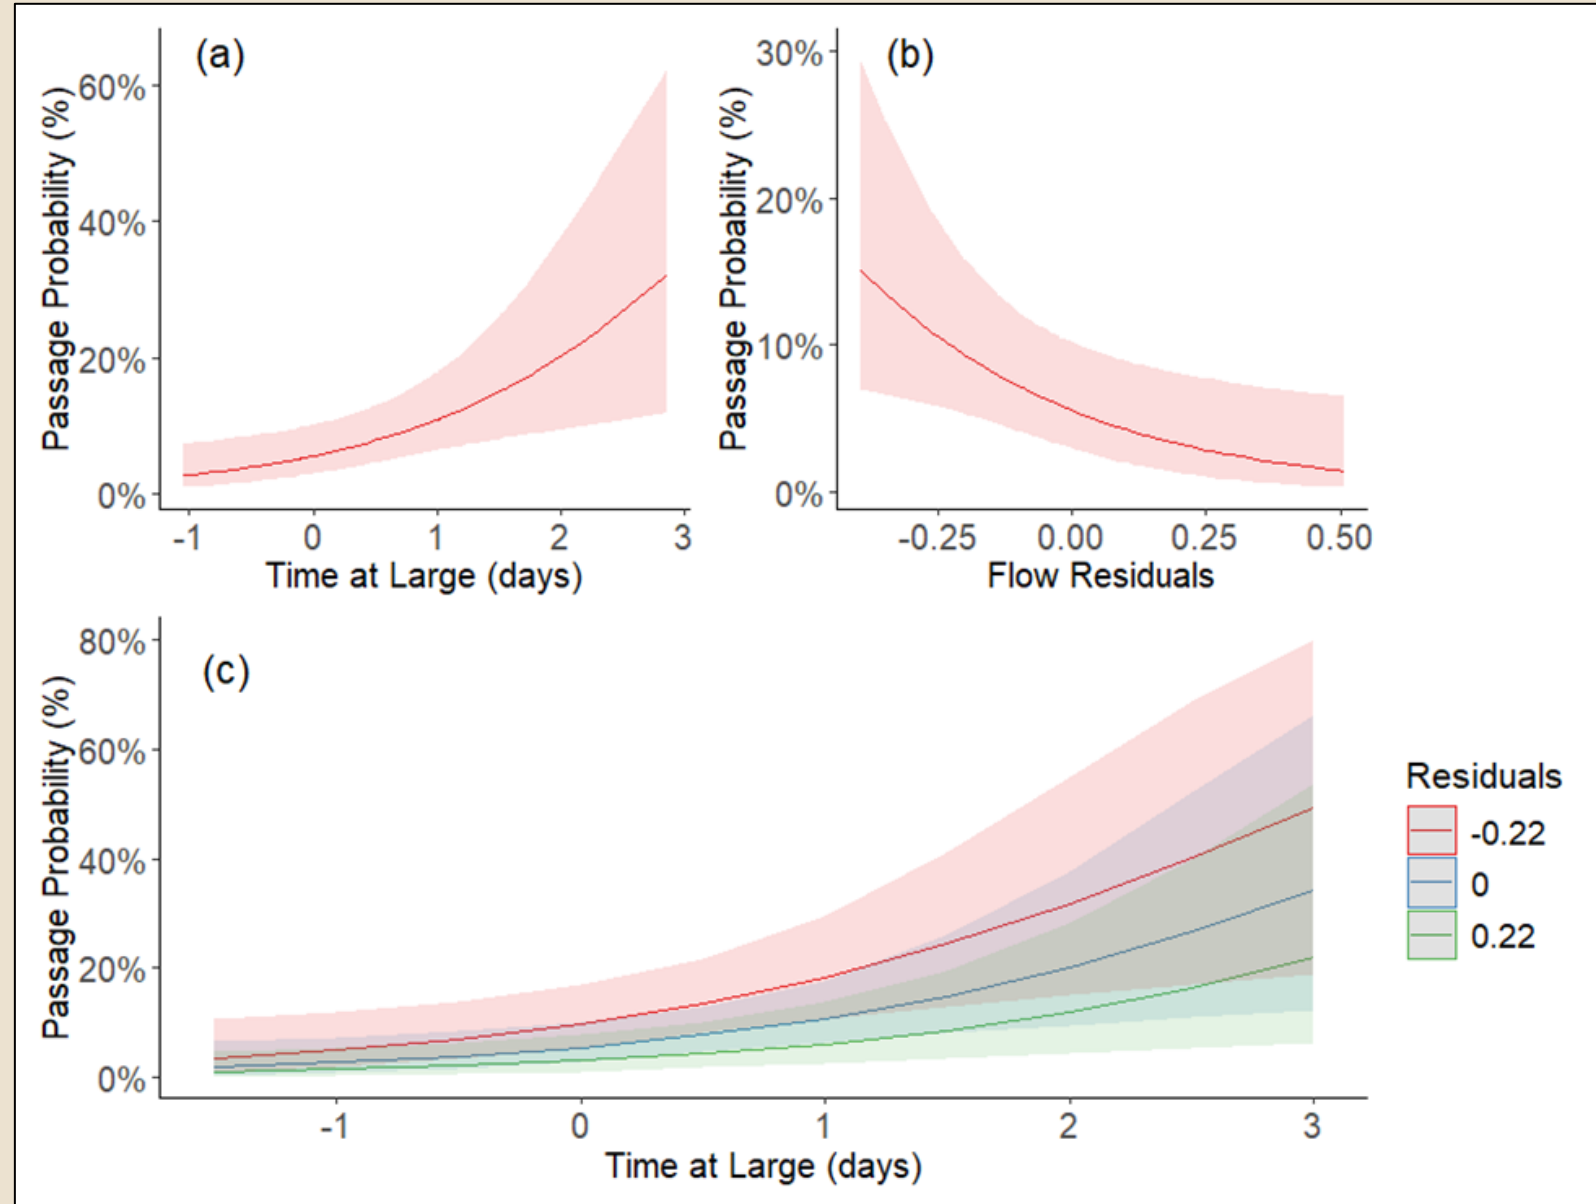 (a)
Passage Probability (%)
60%
40%
20%
0%
-1 0 1 2 3
Time at Large (days)
(b)
Passage Probability (%)
30%
20%
10%
0%
-0.25 0.00 0.25 0.50
Flow Residuals
(c)
Passage Probability (%)
80%
60%
40%
20%
0%
-1 0 1 2 3
Time at Large (days)
Residuals
-0.22
0
0.22